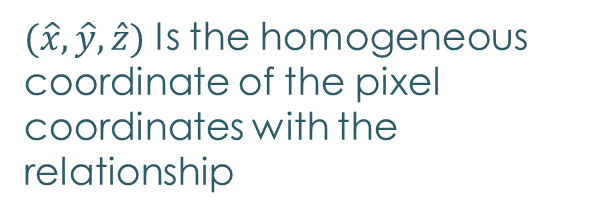 (x̂, ŷ, ẑ) Is the homogeneous
coordinate of the pixel
coordinates with the
relationship